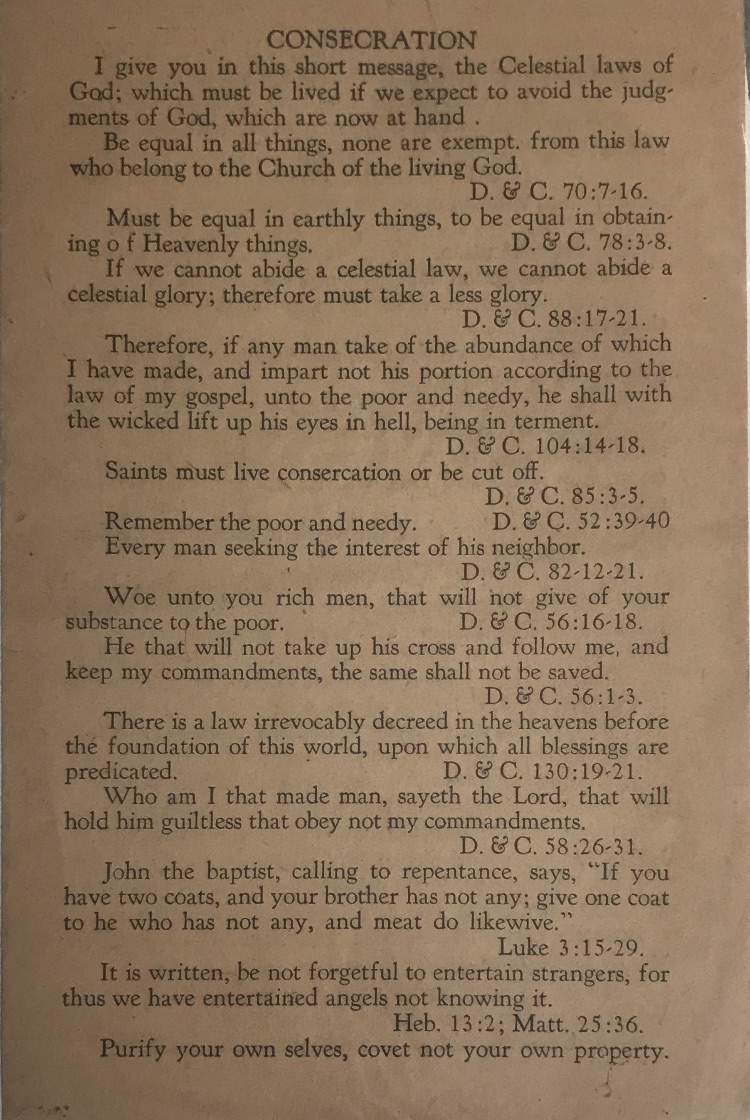 CONSECRATION
I give you in this short message, the Celestial laws of
God; which must be lived if we expect to avoid the judg-
ments of God, which are now at hand .
Be equal in all things, none are exempt. from this law
who belong to the Church of the living God.
D. & C. 70:7-16.
Must be equal in earthly things, to be equal in obtain-
ing o f Heavenly things. D. & C. 78:3-8.
If we cannot abide a celestial law, we cannot abide a
celestial glory; therefore must take a less glory.
D. & C. 88:17-21.
Therefore, if any man take of the abundance of which
I have made, and impart not his portion according to the
law of my gospel, unto the poor and needy, he shall with
the wicked lift up his eyes in hell, being in terment.
D. & C. 104:14-18.
Saints must live consercation or be cut off.
D. & C. 85:3-5.
Remember the poor and needy. D. & C. 52:39-40
Every man seeking the interest of his neighbor.
D. & C. 82-12-21.
Woe unto you rich men, that will not give of your
substance to the poor. D. & C. 56:16-18.
He that will not take up his cross and follow me, and
keep my commandments, the same shall not be saved.
D. & C. 56:1-3.
There is a law irrevocably decreed in the heavens before
the foundation of this world, upon which all blessings are
predicated. D. & C. 130:19-21.
Who am I that made man, sayeth the Lord, that will
hold him guiltless that obey not my commandments.
D. & C. 58:26-31.
John the baptist, calling to repentance, says, "If you
have two coats, and your brother has not any; give one coat
to he who has not any, and meat do likewive."
Luke 3:15-29.
It is written, be not forgetful to entertain strangers, for
thus we have entertained angels not knowing it.
Heb. 13:2; Matt. 25:36.
Purify your own selves, covet not your own property.